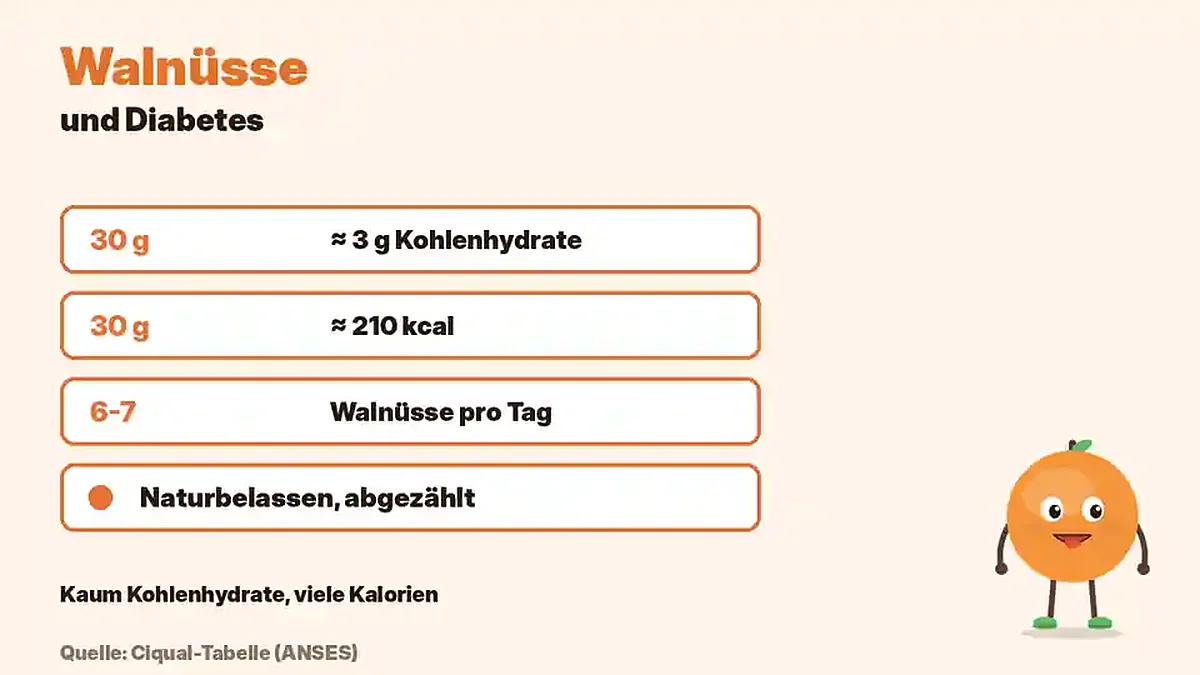 Walnüsse
und Diabetes
30 g ≈ 3 g Kohlenhydrate
30 g ≈ 210 kcal
6-7 Walnüsse pro Tag
Naturbelassen, abgezählt
Kaum Kohlenhydrate, viele Kalorien
Quelle: Ciqual-Tabelle (ANSES)